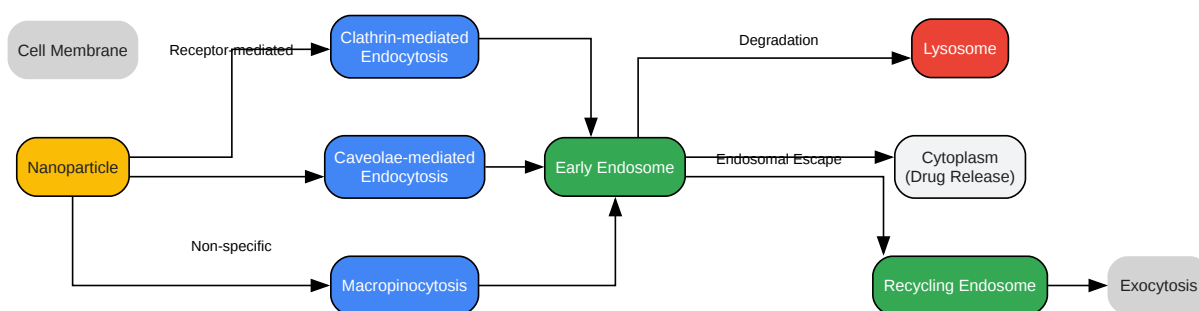 Cell Membrane
Receptor-mediated
Clathrin-mediated
Endocytosis
Degradation
Lysosome
Nanoparticle
Caveolae-mediated
Endocytosis
Early Endosome
Endosomal Escape
Cytoplasm
(Drug Release)
Non-specific
Macropinocytosis
Recycling Endosome
Exocytosis